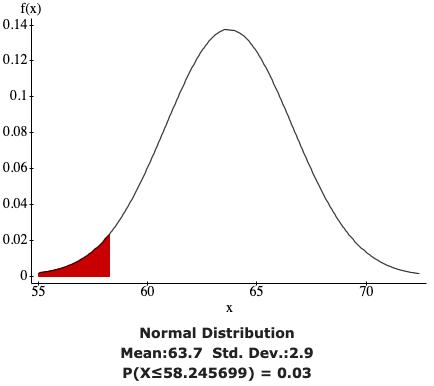 f(x)
0.14
0.12
0.1
0.08
0.06
0.04
0.02
0
55 60 65 70
x
Normal Distribution
Mean:63.7 Std. Dev.:2.9
P(X≤58.245699) = 0.03